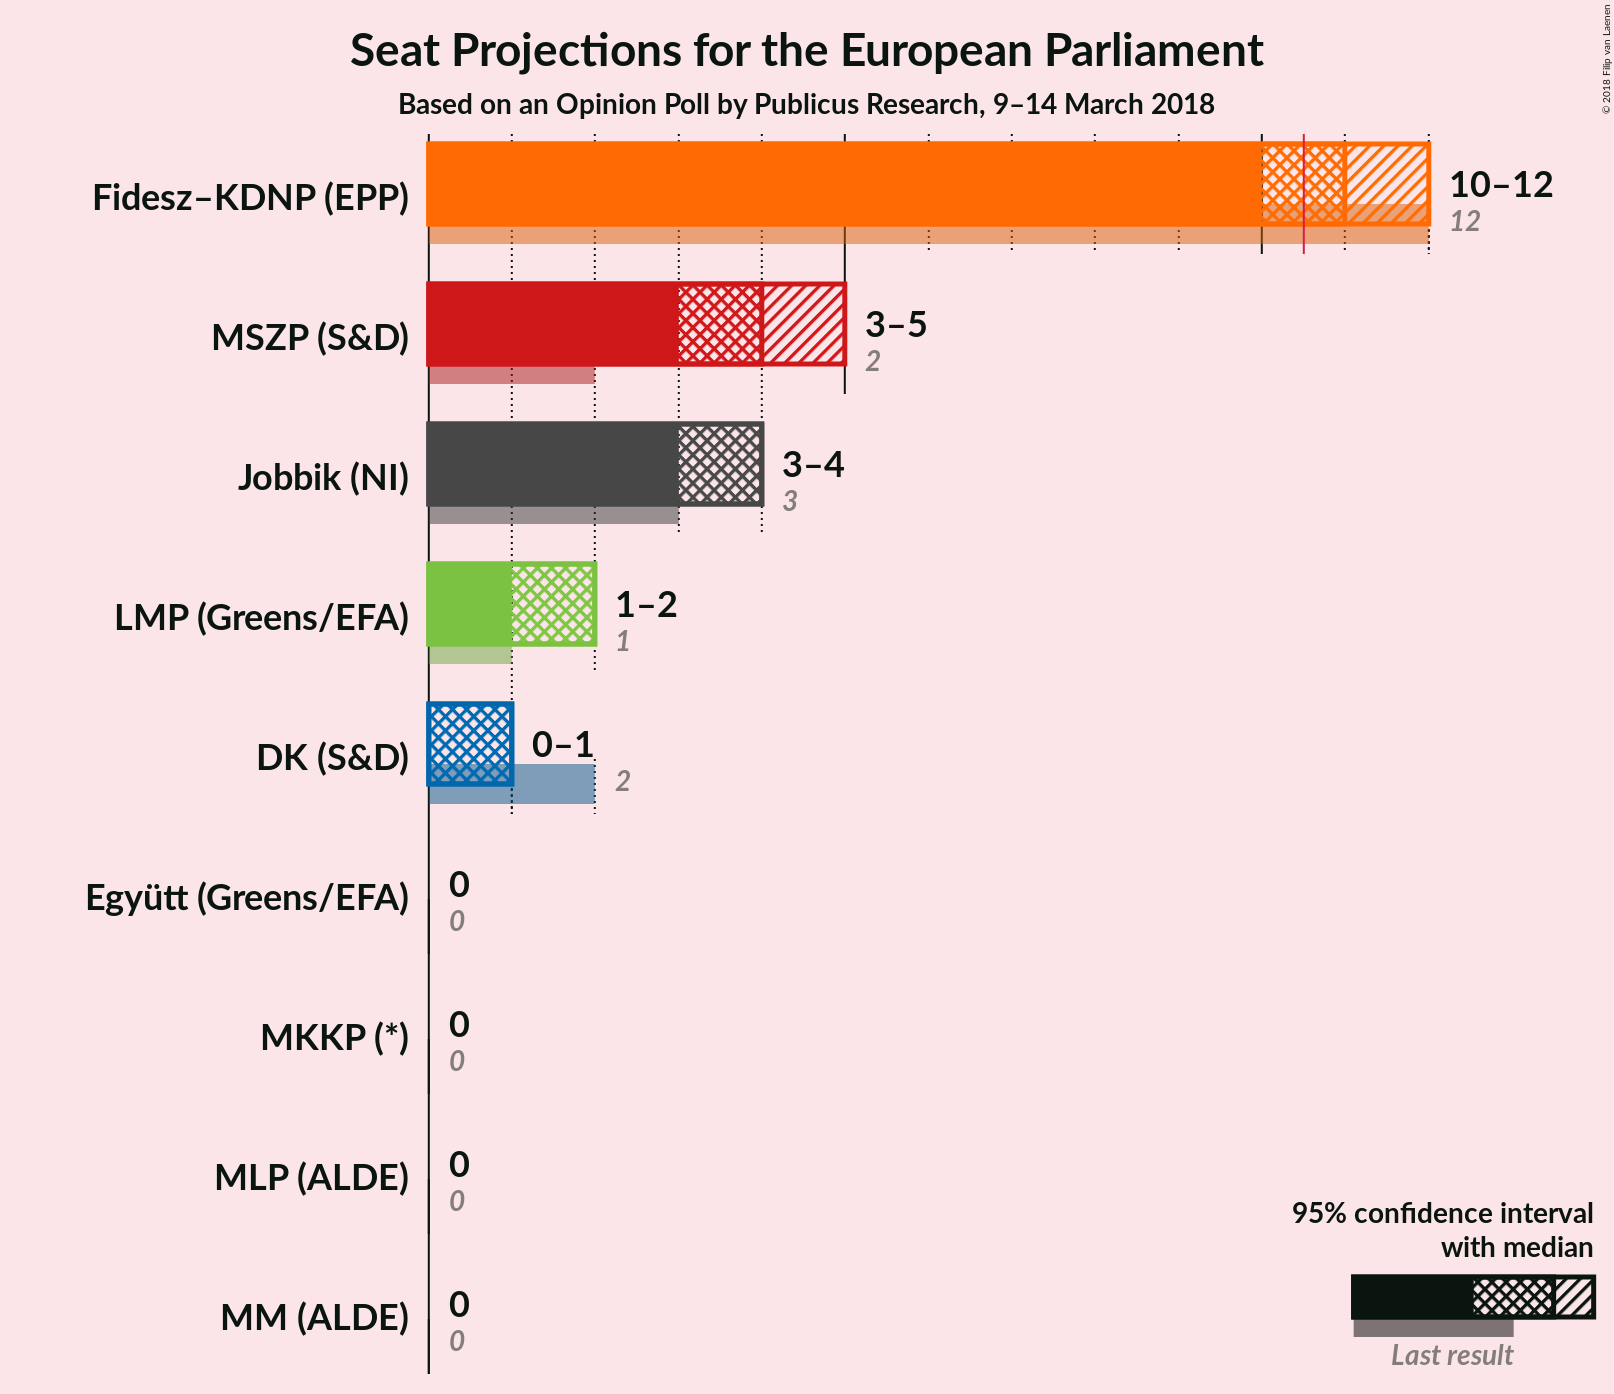 Seat Projections for the European Parliament
Based on an Opinion Poll by Publicus Research, 9–14 March 2018
© 2018 Filip van Laenen
Fidesz–KDNP (EPP)
10–12
12
MSZP (S&D)
3–5
2
Jobbik (NI)
3–4
3
LMP (Greens/EFA)
1–2
1
DK (S&D)
0–1
2
Együtt (Greens/EFA)
0
0
MKKP (*)
0
0
MLP (ALDE)
0
0
MM (ALDE)
0
0
95% confidence interval
with median
Last result